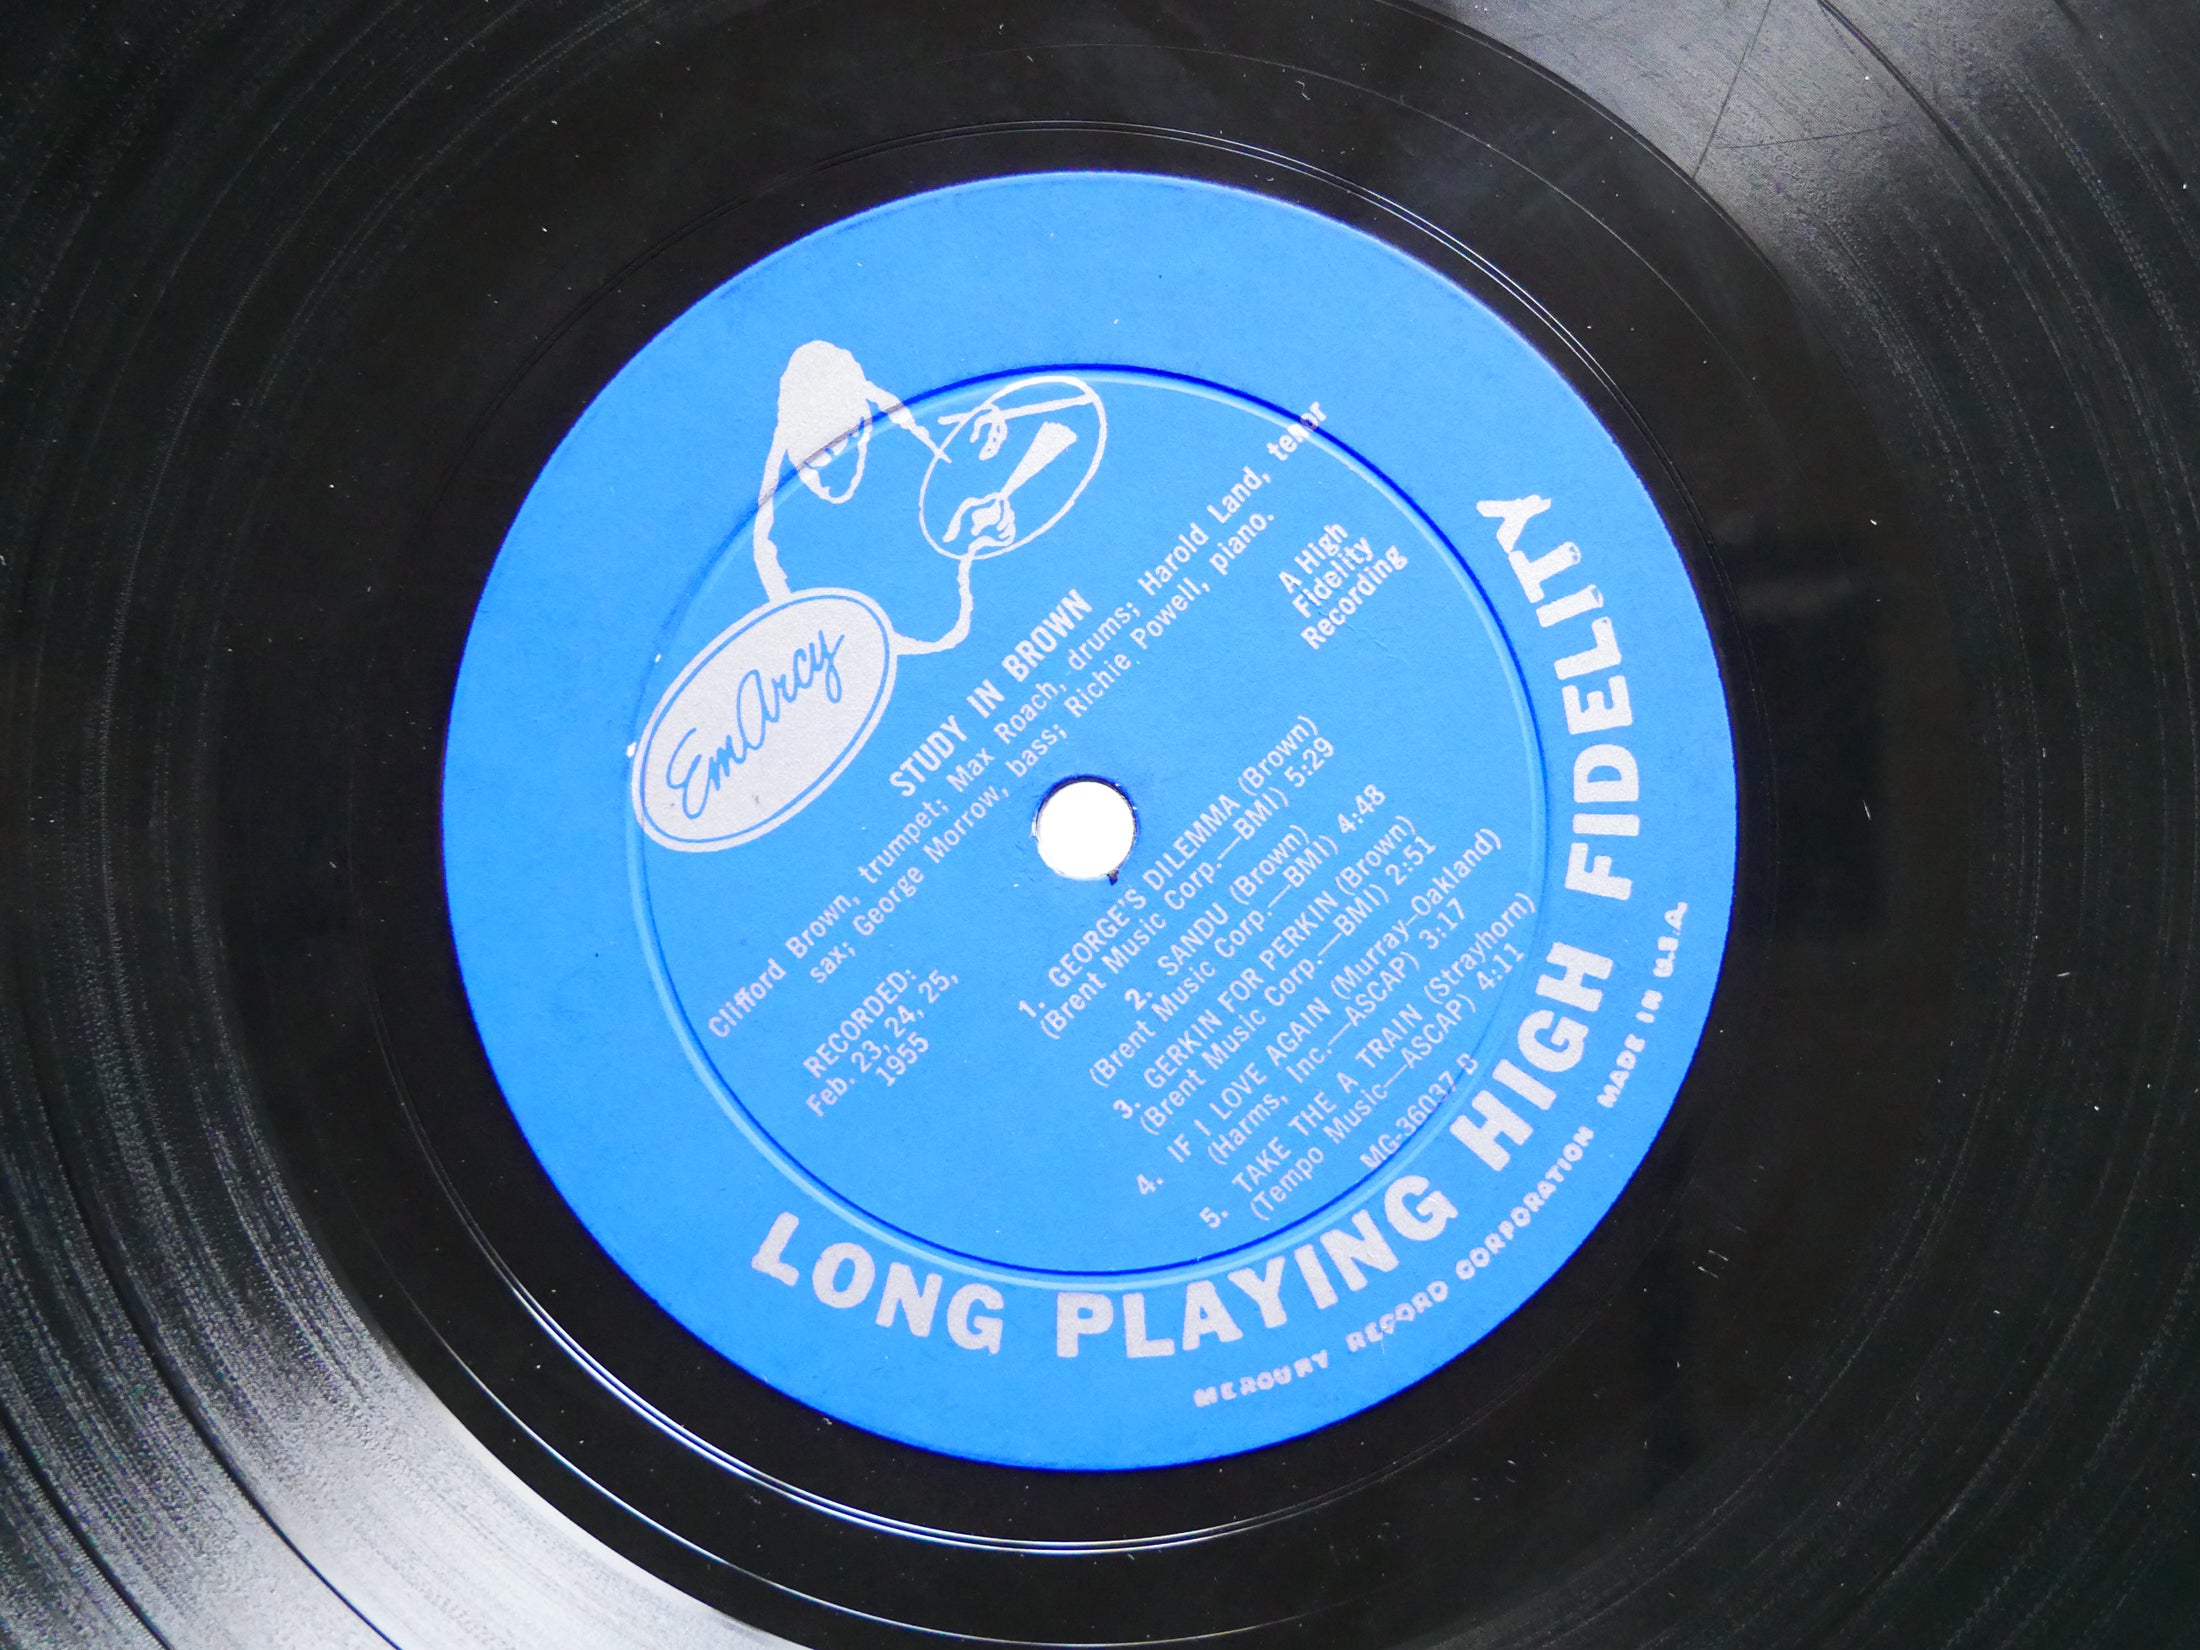 EmArcy
STUDY IN BROWN
Clifford Brown, trumpet; Max Roach, drums; Harold Land, tenor
sax; George Morrow, bass; Richie Powell, piano.
RECORDED:
Feb. 23, 24, 25,
1955
A High
Fidelity
Recording
1. GEORGE'S DILEMMA (Brown)
(Brent Music Corp.—BMI) 5:29
2. SANDU (Brown)
(Brent Music Corp.—BMI) 4:48
3. GERKIN FOR PERKIN (Brown)
(Brent Music Corp.—BMI) 2:51
4. IF I LOVE AGAIN (Murray–Oakland)
(Harms, Inc.—ASCAP) 3:17
5. TAKE THE A TRAIN (Strayhorn)
(Tempo Music—ASCAP) 4:11
MG-36037 B
LONG PLAYING HIGH FIDELITY
MERCURY RECORD CORPORATION MADE IN U.S.A.